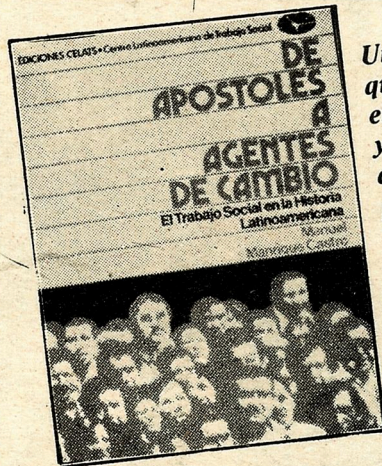 EDICIONES CELATS • Centro Latinoamericano de Trabajo Social
DE
APOSTOLES
A
AGENTES
DE CAMBIO
El Trabajo Social en la Historia
Latinoamericana
Manuel
Manrique Castro
qu
e
y